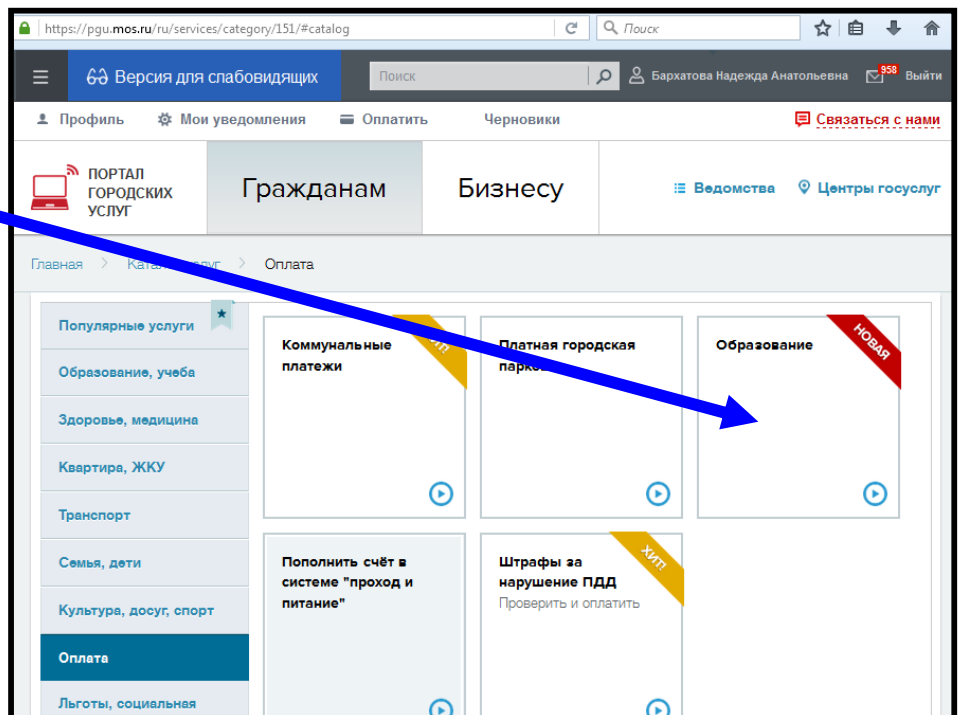 https://pgu.mos.ru/ru/services/category/151/#catalog
Поиск
Версия для слабовидящих
Поиск
Бархатова Надежда Анатольевна
958
Выйти
Профиль
Мои уведомления
Оплатить
Черновики
Связаться с нами
ПОРТАЛ
ГОРОДСКИХ
УСЛУГ
Гражданам
Бизнесу
Ведомства
Центры госуслуг
Главная
Оплата
Популярные услуги
Образование, учеба
Здоровье, медицина
Квартира, ЖКУ
Транспорт
Семья, дети
Культура, досуг, спорт
Оплата
Льготы, социальная
Коммунальные
платежи
Платная городская
Образование
НОВАЯ
Пополнить счёт в
системе "проход и
питание"
Штрафы за
нарушение ПДД
Проверить и оплатить
ХИТ!